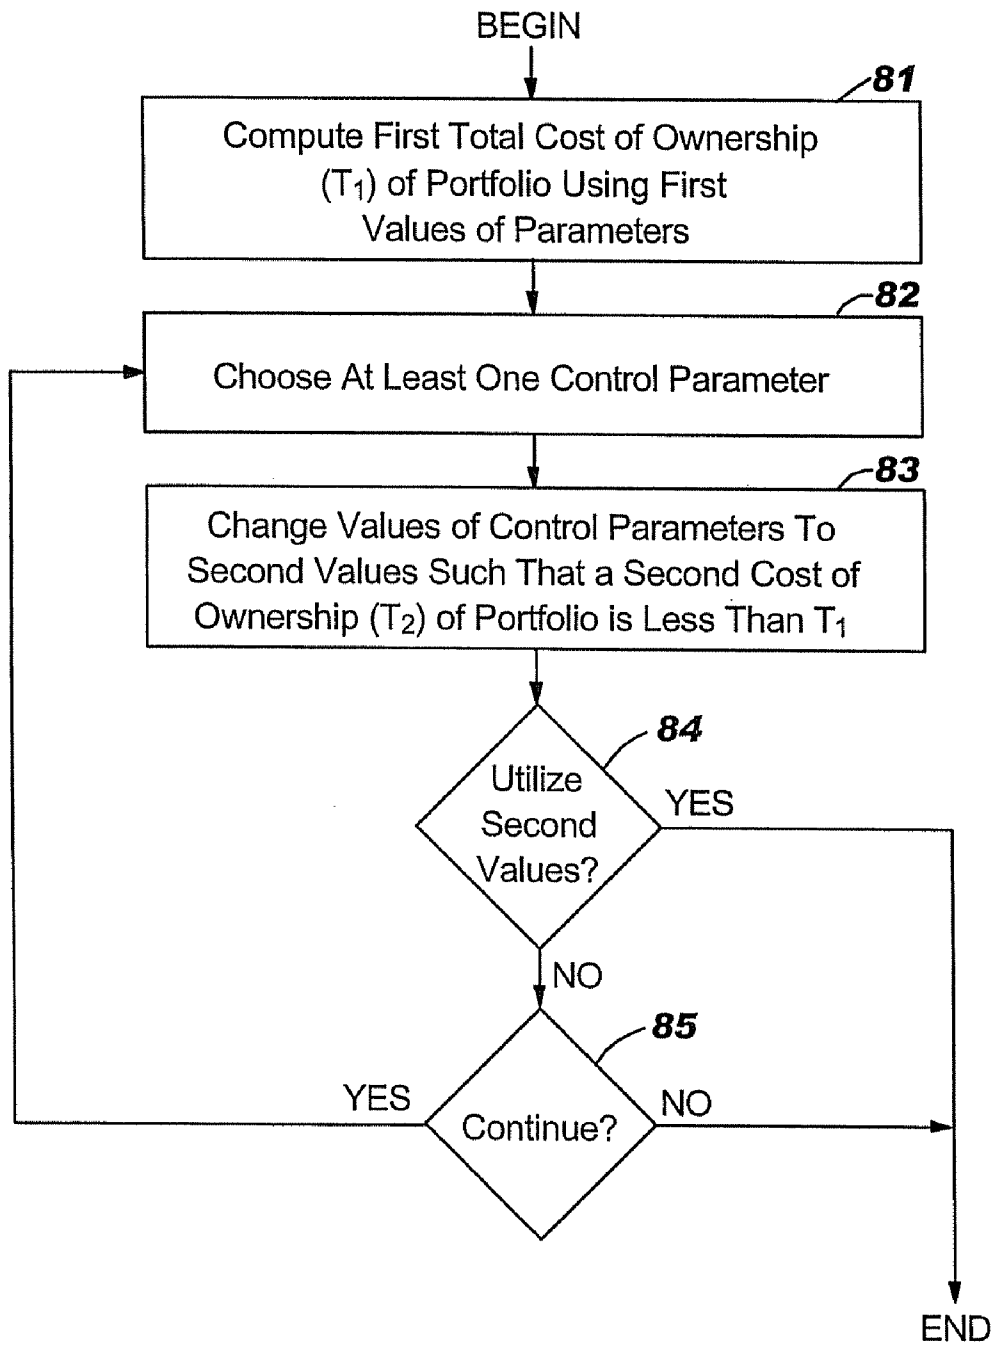 BEGIN
81
Compute First Total Cost of Ownership
(T₁) of Portfolio Using First
Values of Parameters
82
Choose At Least One Control Parameter
83
Change Values of Control Parameters To
Second Values Such That a Second Cost of
Ownership (T₂) of Portfolio is Less Than T₁
84
Utilize
Second
Values?
YES
NO
85
Continue?
YES
NO
END